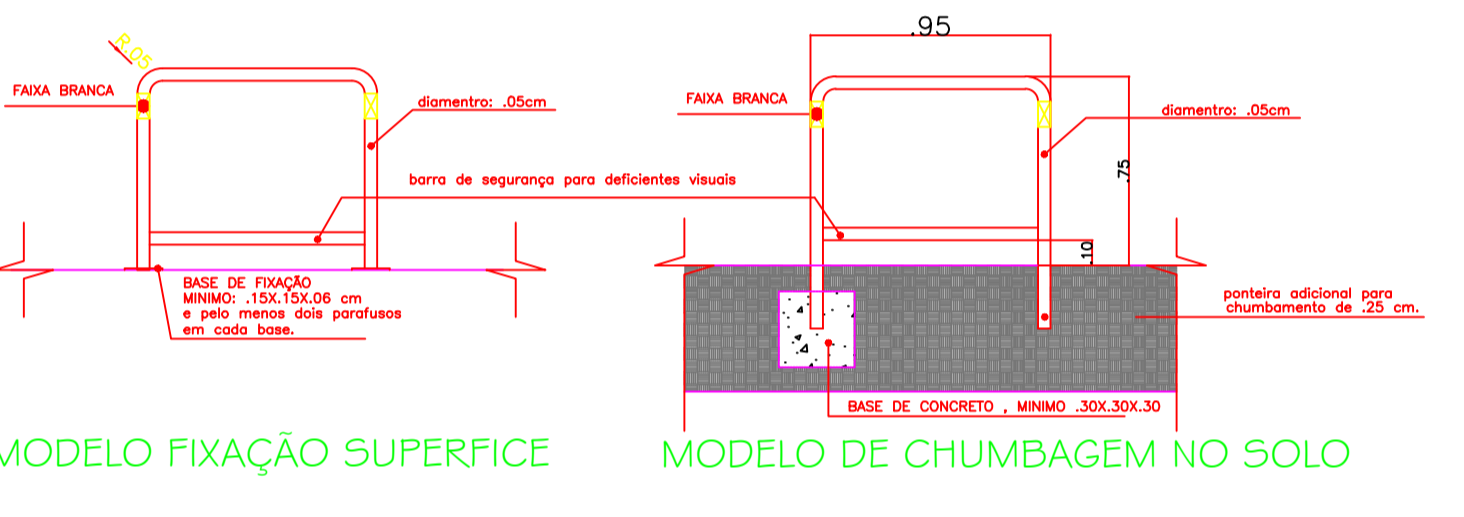 R.05
FAIXA BRANCA
diamentro: .05cm
barra de segurança para deficientes visuais
BASE DE FIXAÇÃO
MINIMO: .15X.15X.06 cm
e pelo menos dois parafusos
em cada base.
MODELO FIXAÇÃO SUPERFICE
.95
FAIXA BRANCA
diamentro: .05cm
.75
.10
ponteira adicional para
chumbamento de .25 cm.
BASE DE CONCRETO , MINIMO .30X.30X.30
MODELO DE CHUMBAGEM NO SOLO